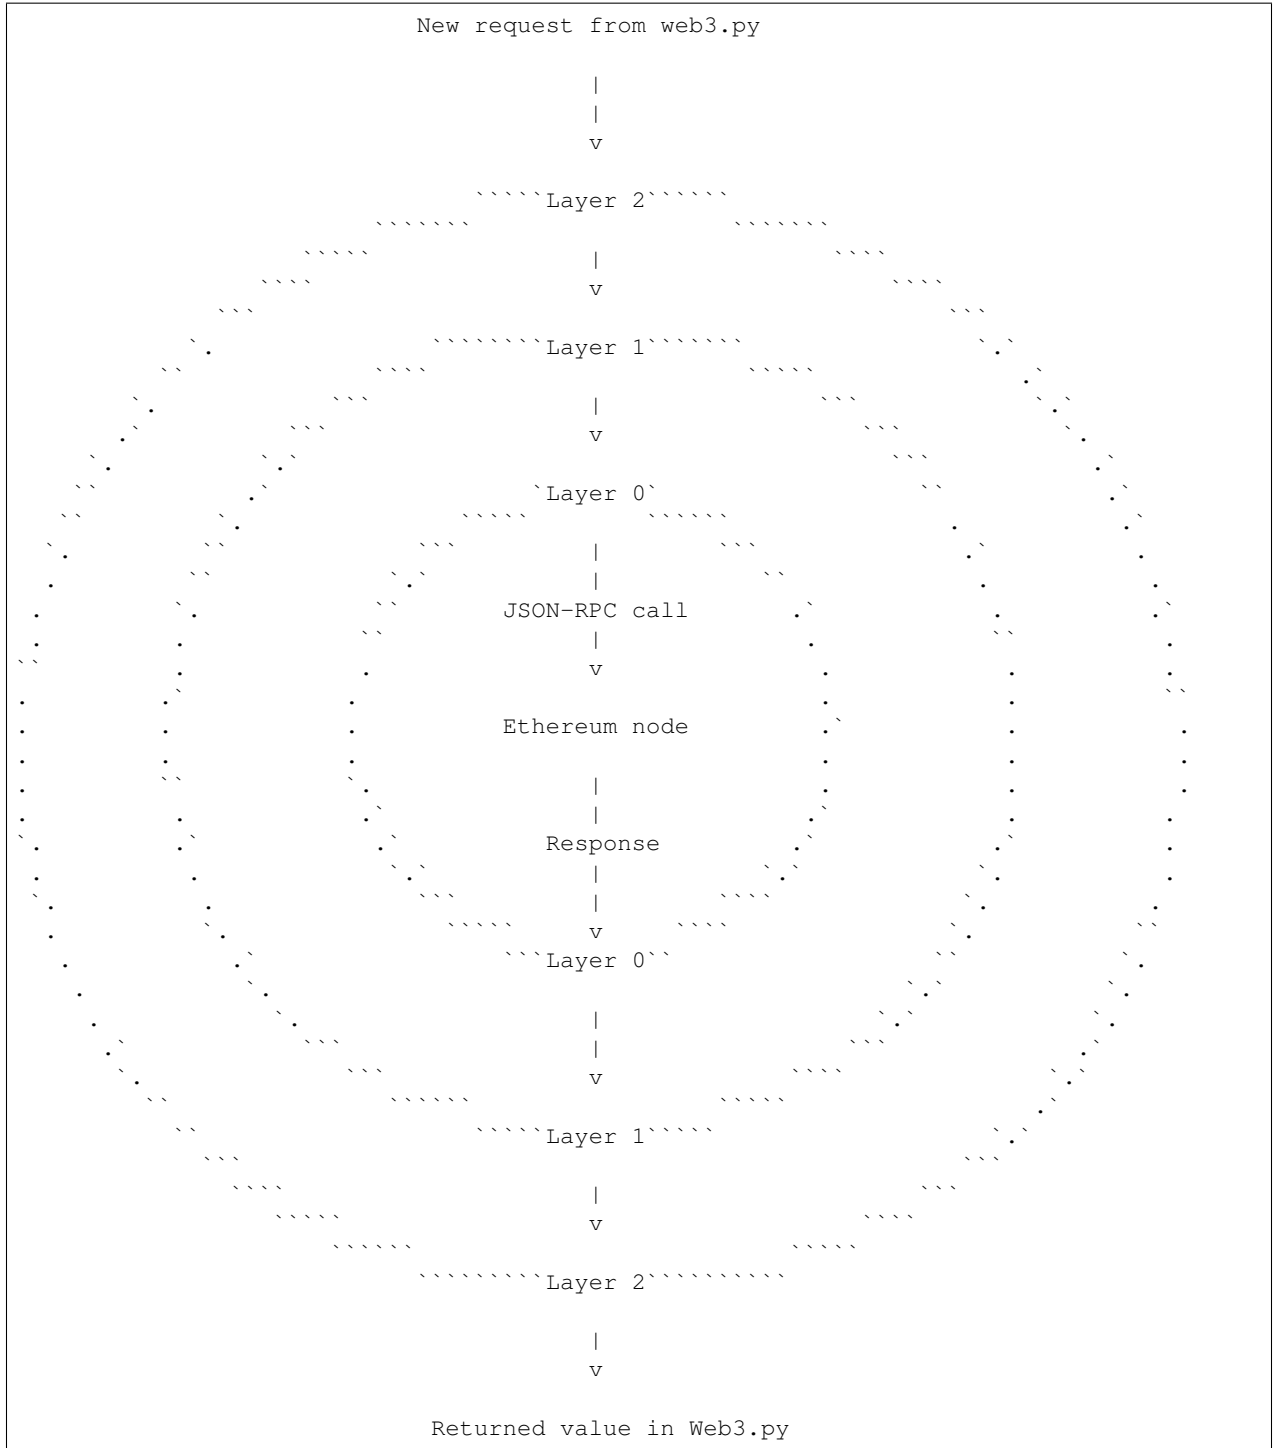 New request from web3.py
|
|
v
Layer 2
|
v
Layer 1
|
v
Layer 0
|
|
JSON-RPC call
|
v
Ethereum node
|
|
Response
|
|
v
Layer 0
|
|
v
Layer 1
|
v
Layer 2
|
v
Returned value in Web3.py